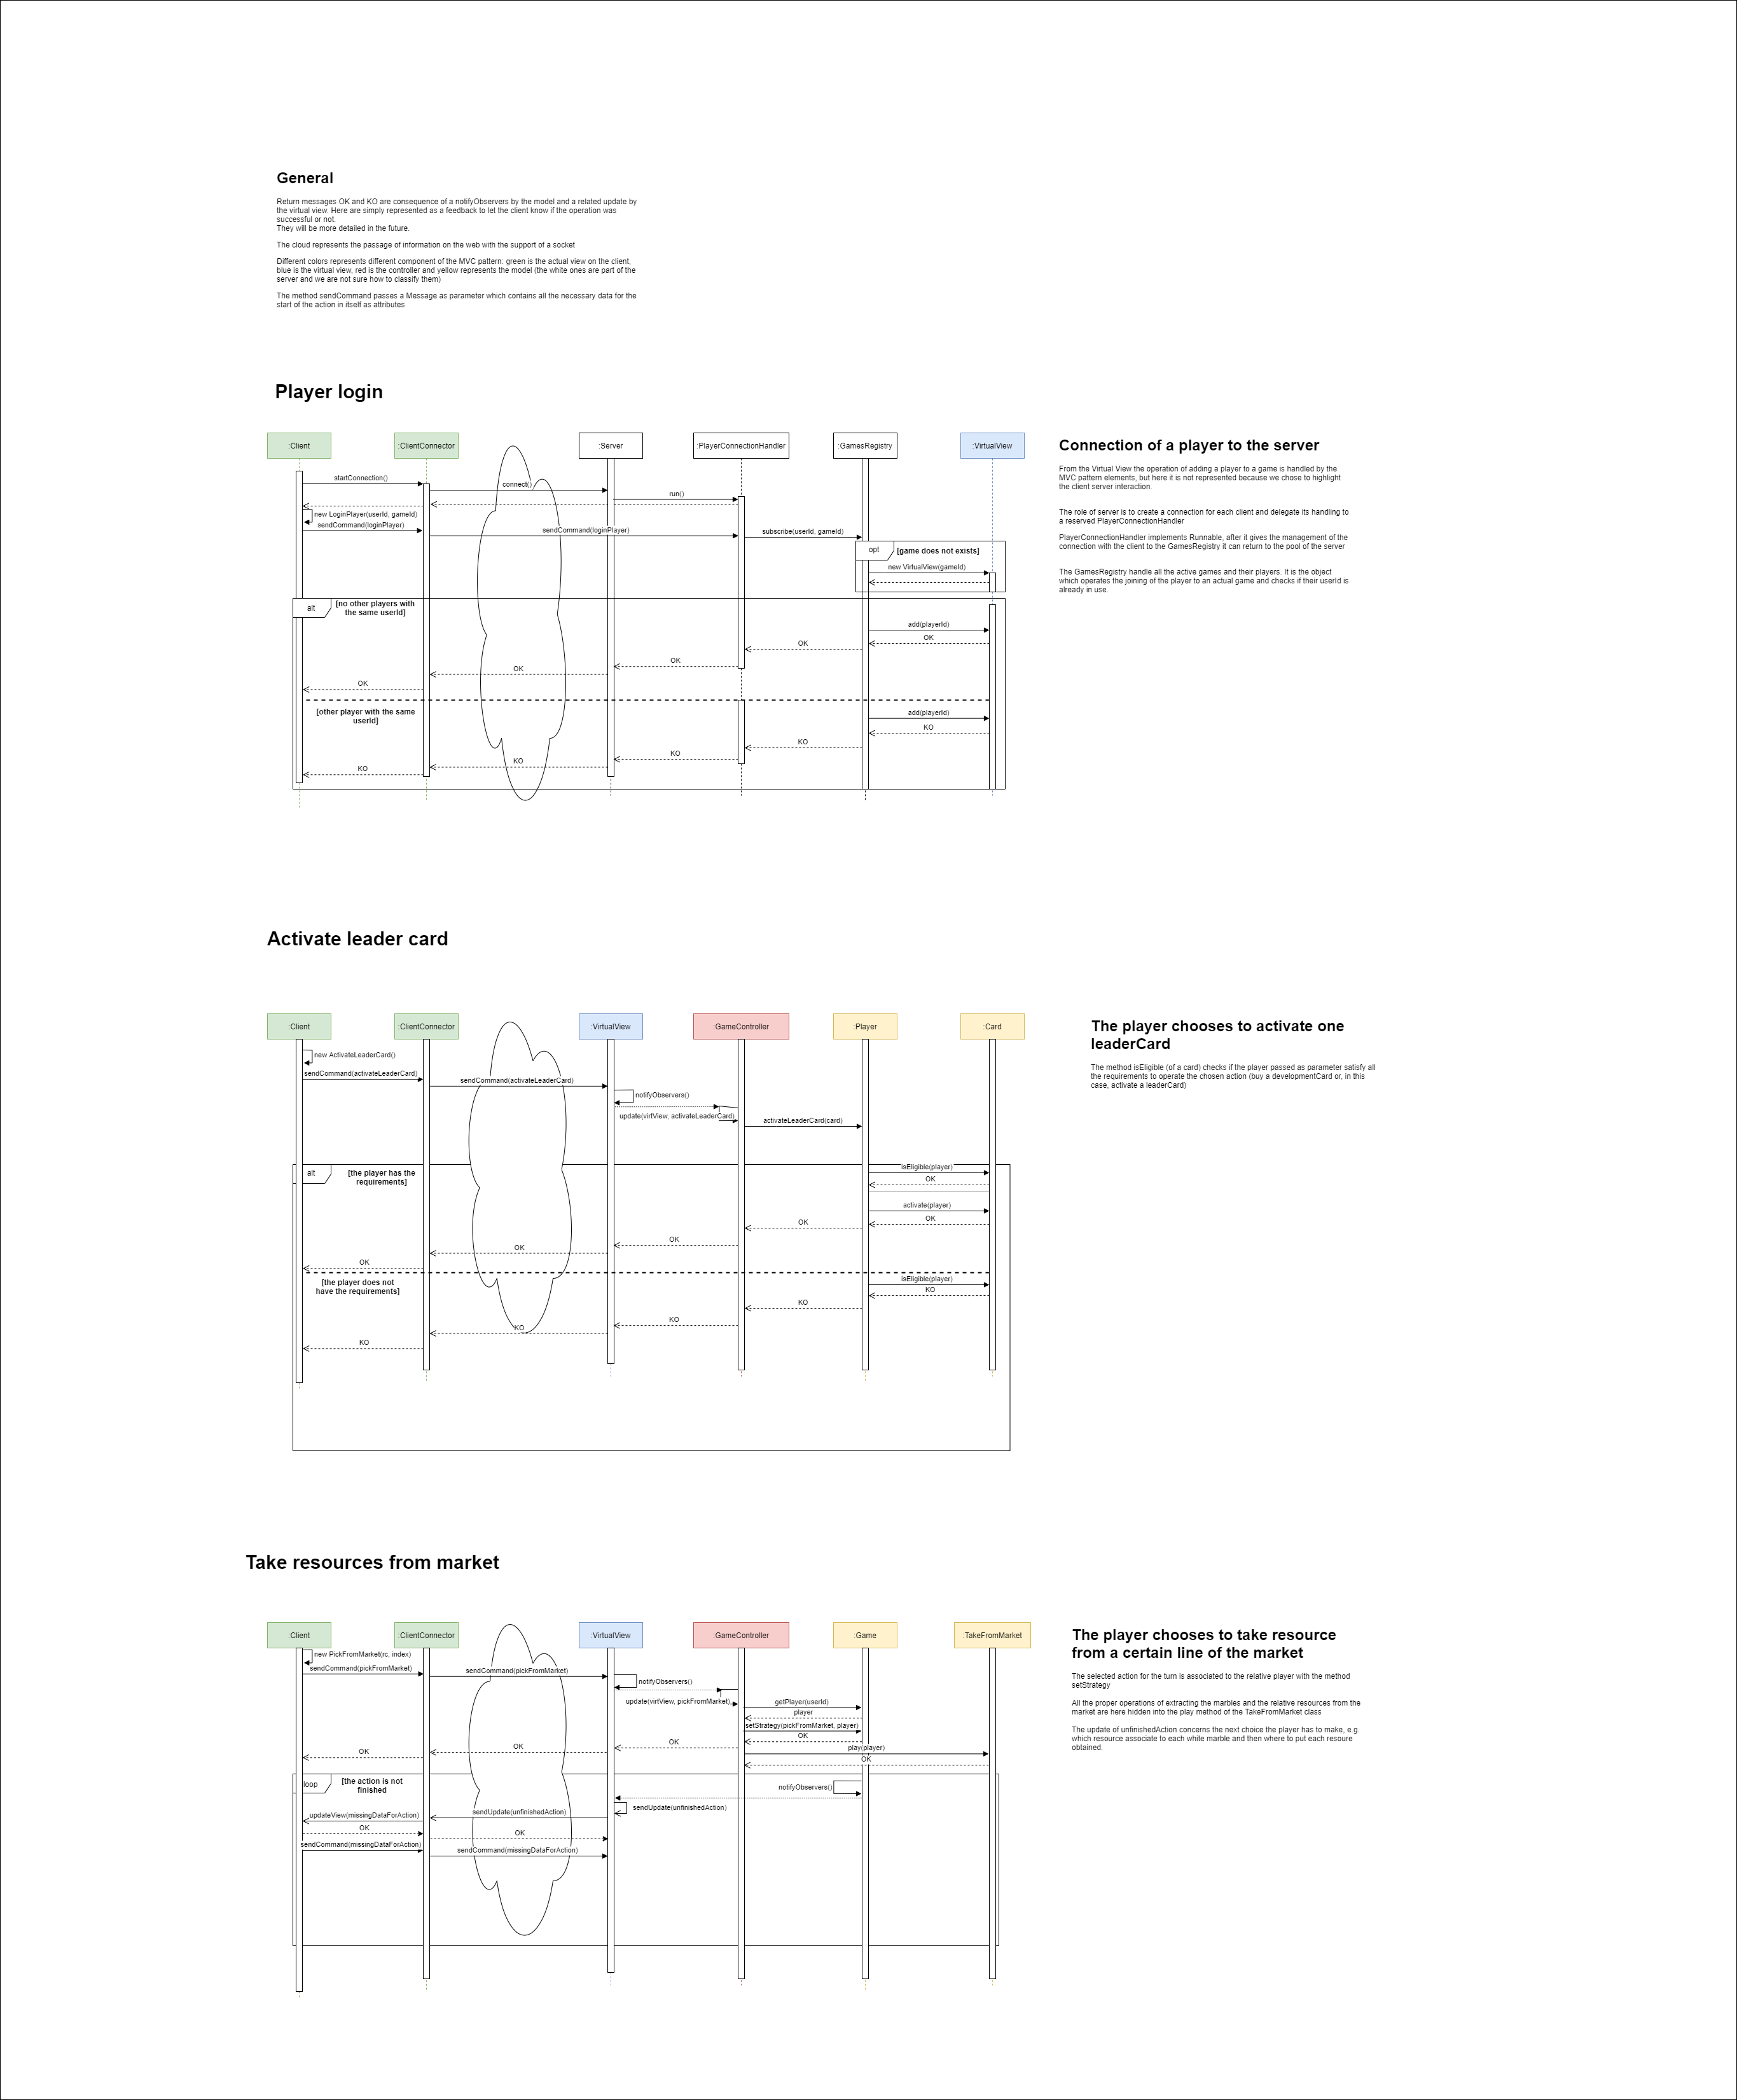 General
Return messages OK and KO are consequence of a notifyObservers by the model and a related update by
the virtual view. Here are simply represented as a feedback to let the client know if the operation was
successful or not.
They will be more detailed in the future.
The cloud represents the passage of information on the web with the support of a socket
Different colors represents different component of the MVC pattern: green is the actual view on the client,
blue is the virtual view, red is the controller and yellow represents the model (the white ones are part of the
server and we are not sure how to classify them)
The method sendCommand passes a Message as parameter which contains all the necessary data for the
start of the action in itself as attributes
Player login
:Client
:ClientConnector
:Server
:PlayerConnectionHandler
:GamesRegistry
:VirtualView
startConnection()
connect()
run()
new LoginPlayer(userId, gameId)
sendCommand(loginPlayer)
sendCommand(loginPlayer)
subscribe(userId, gameId)
opt
[game does not exists]
new VirtualView(gameId)
alt
[no other players with
the same userId]
add(playerId)
OK
OK
OK
OK
OK
[other player with the same
userId]
add(playerId)
KO
KO
KO
KO
KO
Connection of a player to the server
From the Virtual View the operation of adding a player to a game is handled by the
MVC pattern elements, but here it is not represented because we chose to highlight
the client server interaction.
The role of server is to create a connection for each client and delegate its handling to
a reserved PlayerConnectionHandler
PlayerConnectionHandler implements Runnable, after it gives the management of the
connection with the client to the GamesRegistry it can return to the pool of the server
The GamesRegistry handle all the active games and their players. It is the object
which operates the joining of the player to an actual game and checks if their userId is
already in use.
Activate leader card
:Client
:ClientConnector
:VirtualView
:GameController
:Player
:Card
new ActivateLeaderCard()
sendCommand(activateLeaderCard)
sendCommand(activateLeaderCard)
notifyObservers()
update(virtView, activateLeaderCard)
activateLeaderCard(card)
alt
[the player has the
requirements]
isEligible(player)
OK
activate(player)
OK
OK
OK
OK
OK
[the player does not
have the requirements]
isEligible(player)
KO
KO
KO
KO
KO
The player chooses to activate one
leaderCard
The method isEligible (of a card) checks if the player passed as parameter satisfy all
the requirements to operate the chosen action (buy a developmentCard or, in this
case, activate a leaderCard)
Take resources from market
:Client
:ClientConnector
:VirtualView
:GameController
:Game
:TakeFromMarket
new PickFromMarket(rc, index)
sendCommand(pickFromMarket)
sendCommand(pickFromMarket)
notifyObservers()
update(virtView, pickFromMarket)
getPlayer(userId)
player
setStrategy(pickFromMarket, player)
OK
OK
OK
OK
play(player)
OK
loop
[the action is not
finished
notifyObservers()
sendUpdate(unfinishedAction)
sendUpdate(unfinishedAction)
updateView(missingDataForAction)
OK
OK
sendCommand(missingDataForAction)
sendCommand(missingDataForAction)
The player chooses to take resource
from a certain line of the market
The selected action for the turn is associated to the relative player with the method
setStrategy
All the proper operations of extracting the marbles and the relative resources from the
market are here hidden into the play method of the TakeFromMarket class
The update of unfinishedAction concerns the next choice the player has to make, e.g.
which resource associate to each white marble and then where to put each resoure
obtained.